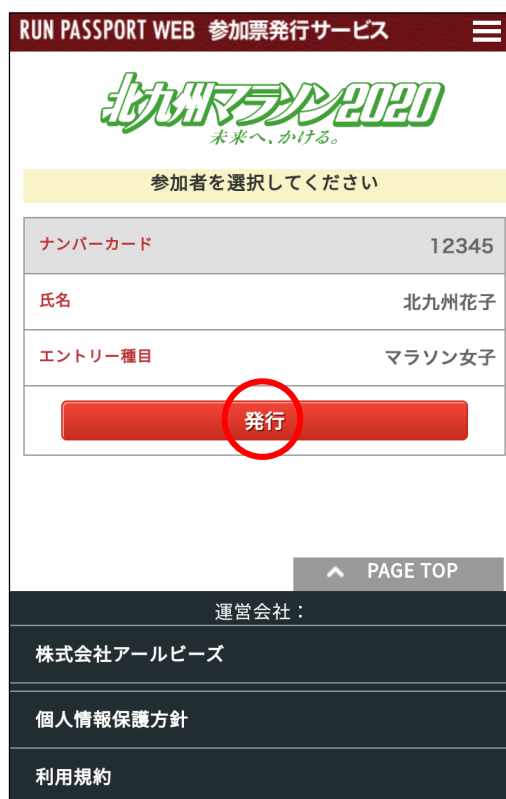 RUN PASSPORT WEB 参加票発行サービス
北九州マラソン2020
未来へ、かける。
参加者を選択してください
ナンバーカード 12345
氏名 北九州花子
エントリー種目 マラソン女子
発行
PAGE TOP
運営会社：
株式会社アールビーズ
個人情報保護方針
利用規約